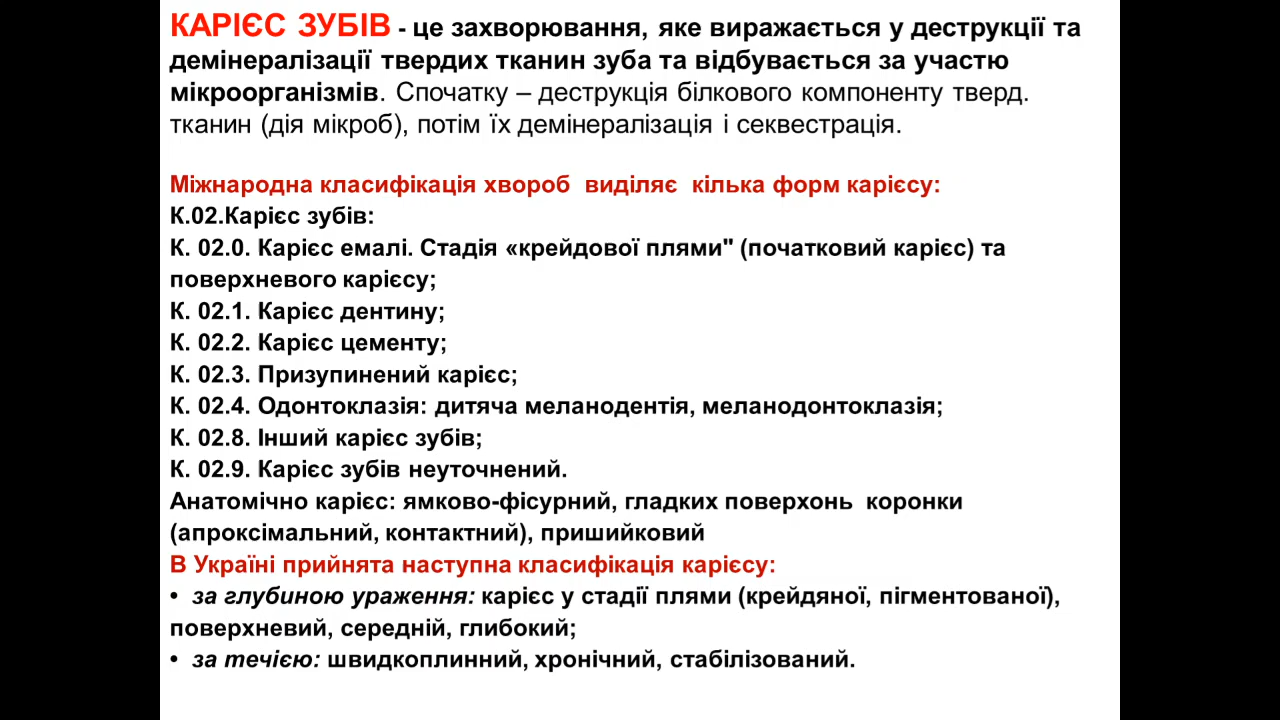 КАРІЄС ЗУБІВ - це захворювання, яке виражається у деструкції та
демінералізації твердих тканин зуба та відбувається за участю
мікроорганізмів. Спочатку – деструкція білкового компоненту тверд.
тканин (дія мікроб), потім їх демінералізація і секвестрація.
Міжнародна класифікація хвороб  виділяє  кілька форм карієсу:
К.02.Карієс зубів:
К. 02.0. Карієс емалі. Стадія «крейдової плями" (початковий карієс) та
поверхневого карієсу;
К. 02.1. Карієс дентину;
К. 02.2. Карієс цементу;
К. 02.3. Призупинений карієс;
К. 02.4. Одонтоклазія: дитяча меланодентія, меланодонтоклазія;
К. 02.8. Інший карієс зубів;
К. 02.9. Карієс зубів неуточнений.
Анатомічно карієс: ямково-фісурний, гладких поверхонь  коронки
(апроксімальний, контактний), пришийковий
В Україні прийнята наступна класифікація карієсу:
• за глубиною ураження: карієс у стадії плями (крейдяної, пігментованої),
поверхневий, середній, глибокий;
• за течією: швидкоплинний, хронічний, стабілізований.